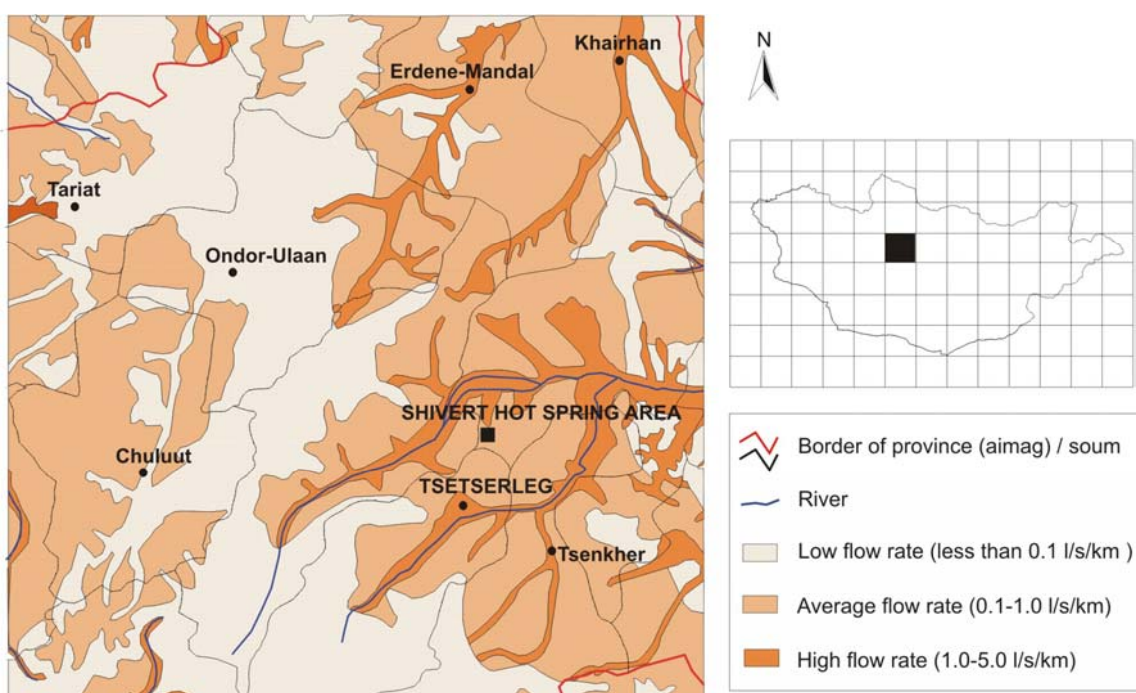 Khairhan
Erdene-Mandal
Tariat
Ondor-Ulaan
SHIVERT HOT SPRING AREA
Chuluut
TSETSERLEG
Tsenkher
N
Border of province (aimag) / soum
River
Low flow rate (less than 0.1 l/s/km )
Average flow rate (0.1-1.0 l/s/km)
High flow rate (1.0-5.0 l/s/km)